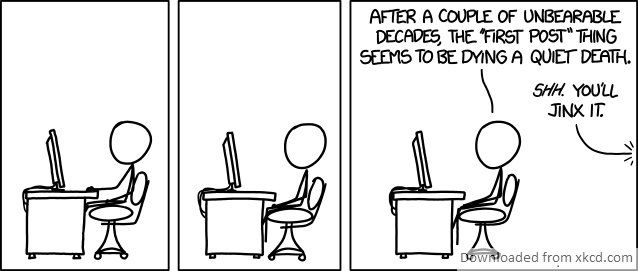 AFTER A COUPLE OF UNBEARABLE
DECADES, THE "FIRST POST" THING
SEEMS TO BE DYING A QUIET DEATH.
SHH. YOU'LL
JINX IT.
Downloaded from xkcd.com